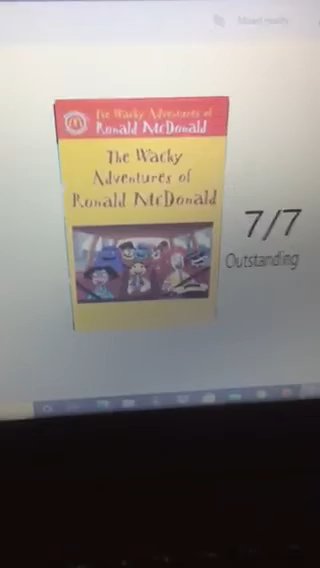 The Wacky Adventures of
Ronald McDonald
The Wacky
Adventures of
Ronald McDonald
7/7
Outstanding